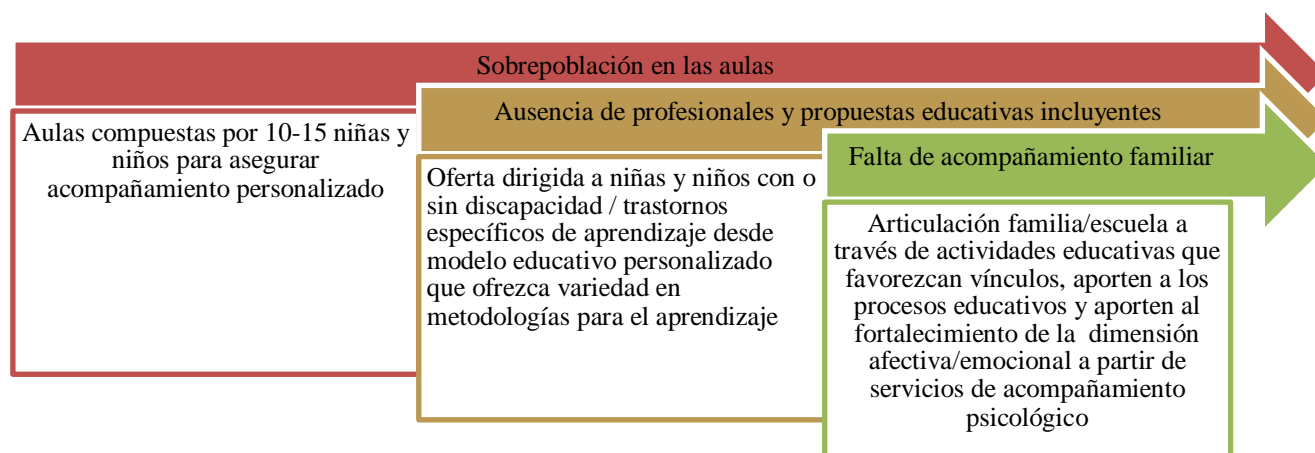 Sobrepoblación en las aulas
Aulas compuestas por 10-15 niñas y
niños para asegurar
acompañamiento personalizado
Ausencia de profesionales y propuestas educativas incluyentes
Oferta dirigida a niñas y niños con o
sin discapacidad / trastornos
específicos de aprendizaje desde
modelo educativo personalizado
que ofrezca variedad en
metodologías para el aprendizaje
Falta de acompañamiento familiar
Articulación familia/escuela a
través de actividades educativas que
favorezcan vínculos, aporten a los
procesos educativos y aporten al
fortalecimiento de la dimensión
afectiva/emocional a partir de
servicios de acompañamiento
psicológico